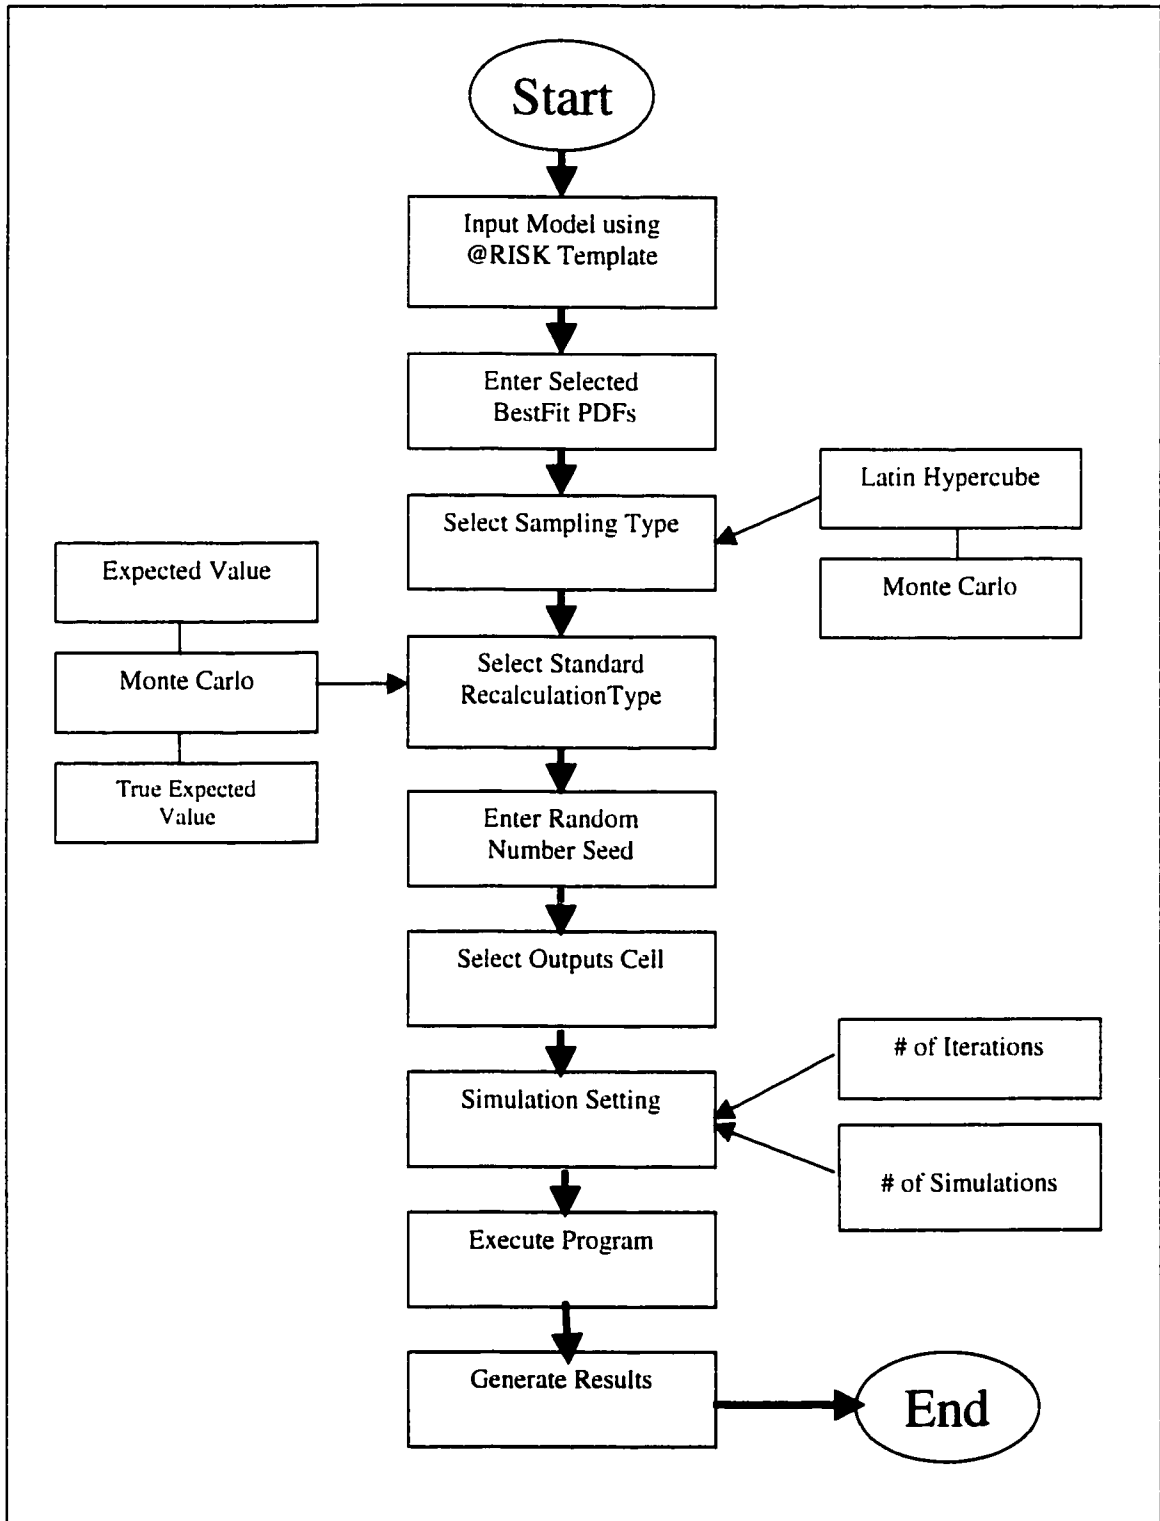 Start
Input Model using
@RISK Template
Enter Selected
BestFit PDFs
Select Sampling Type
Latin Hypercube
Monte Carlo
Expected Value
Monte Carlo
True Expected
Value
Select Standard
RecalculationType
Enter Random
Number Seed
Select Outputs Cell
Simulation Setting
# of Iterations
# of Simulations
Execute Program
Generate Results
End